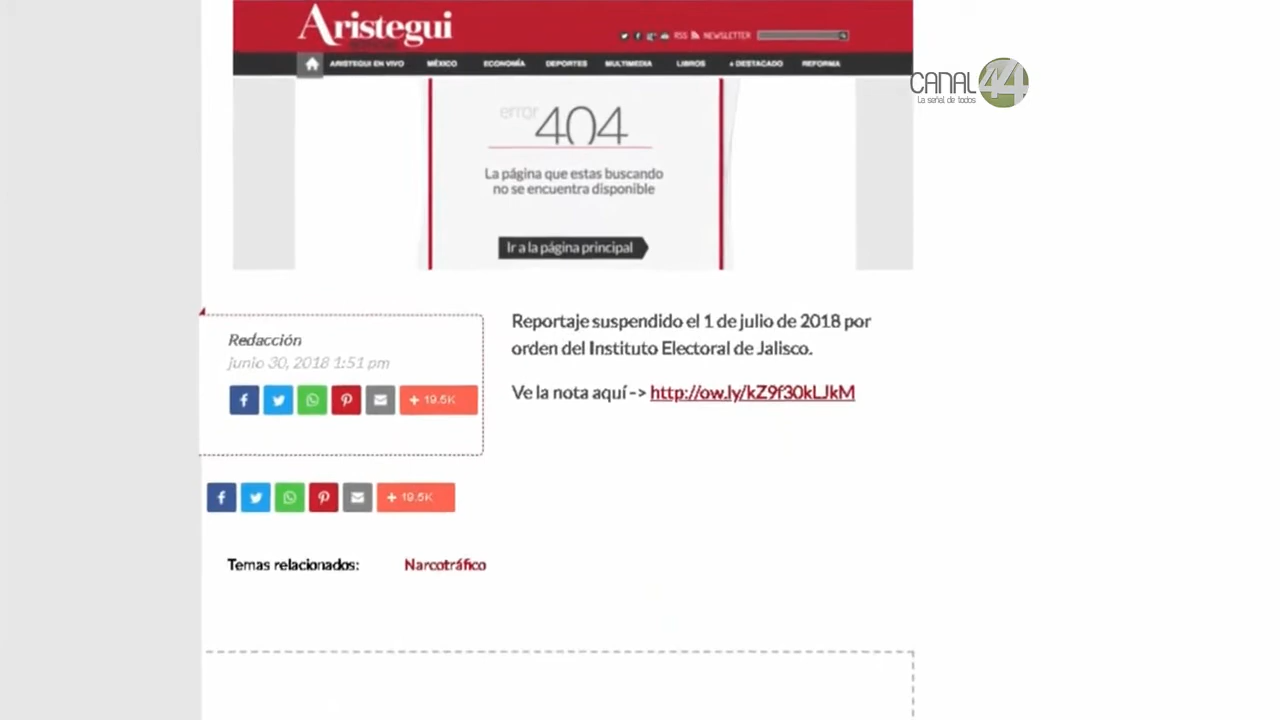 Aristegui
RSS NEWSLETTER
ARISTEGUI EN VIVO MÉXICO ECONOMÍA DEPORTES MULTIMEDIA LIBROS + DESTACADO REFORMA
CANAL 44
La señal de todos
error 404
La página que estas buscando
no se encuentra disponible
Ir a la página principal
Redacción
junio 30, 2018 1:51 pm
+ 19.5K
Reportaje suspendido el 1 de julio de 2018 por
orden del Instituto Electoral de Jalisco.
Ve la nota aquí -> http://ow.ly/kZ9f30kLJkM
+ 19.5K
Temas relacionados: Narcotráfico